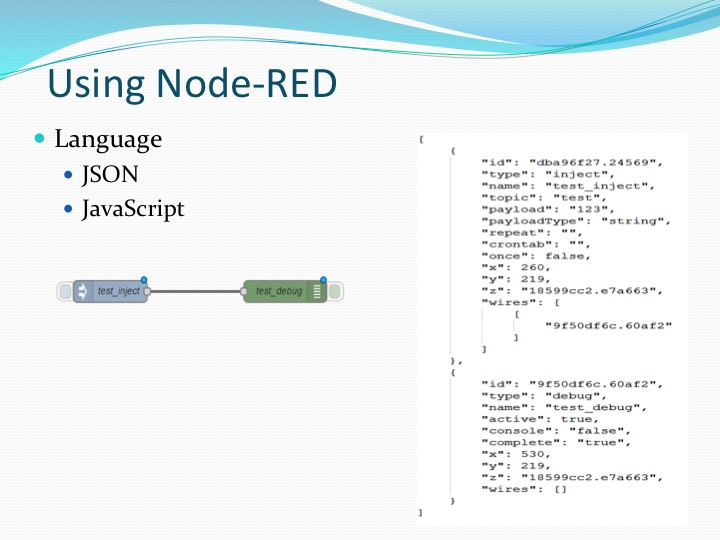 Using Node-RED
Language
JSON
JavaScript
test_inject
test_debug
[
{
"id": "dba96f27.24569",
"type": "inject",
"name": "test_inject",
"topic": "test",
"payload": "123",
"payloadType": "string",
"repeat": "",
"crontab": "",
"once": false,
"x": 260,
"y": 219,
"z": "18599cc2.e7a663",
"wires": [
[
"9f50df6c.60af2"
]
]
},
{
"id": "9f50df6c.60af2",
"type": "debug",
"name": "test_debug",
"active": true,
"console": "false",
"complete": "true",
"x": 530,
"y": 219,
"z": "18599cc2.e7a663",
"wires": []
}
]